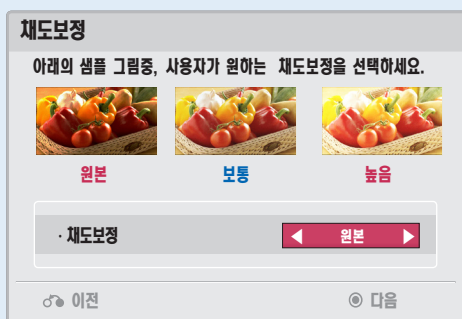 채도보정
아래의 샘플 그림중, 사용자가 원하는 채도보정을 선택하세요.
원본 보통 높음
· 채도보정 ◀ 원본 ▶
이전 ◉ 다음